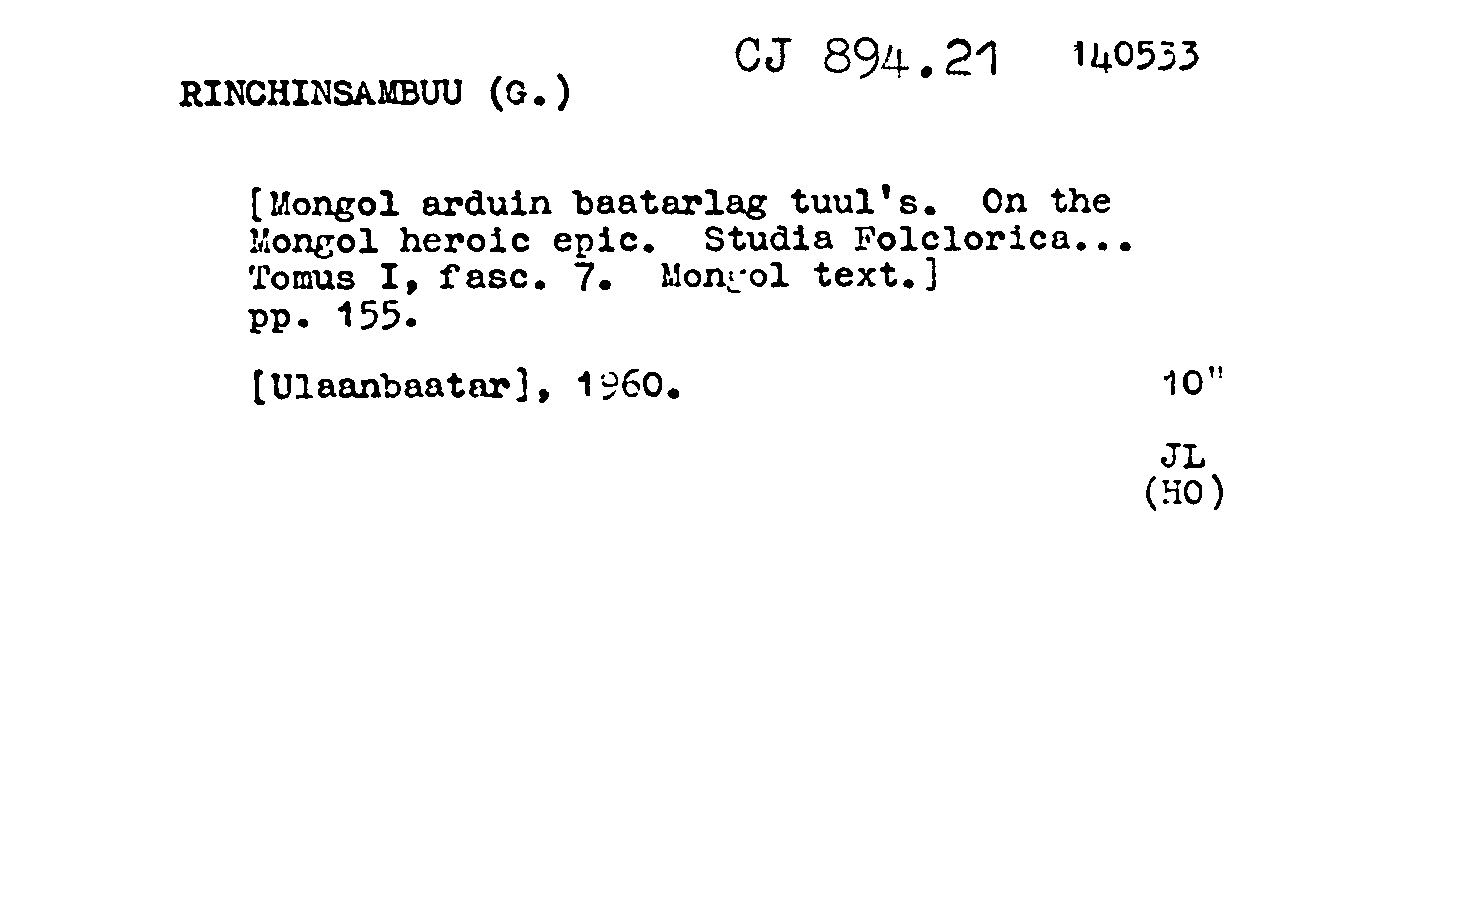 CJ 894.21 140533
RINCHINSAMBUU (G.)
[Mongol arduin baatarlag tuul's. On the
Mongol heroic epic. Studia Folclorica...
Tomus I, fasc. 7. Mongol text.]
pp. 155.
[Ulaanbaatar], 1960. 10"
JL
(HO)